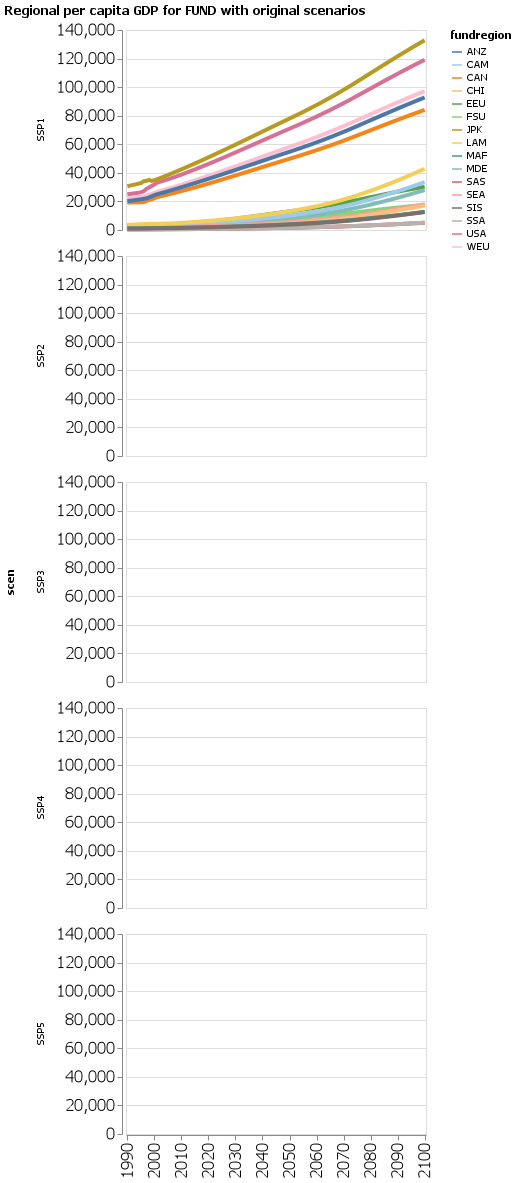 Regional per capita GDP for FUND with original scenarios
140,000
120,000
100,000
80,000
60,000
40,000
20,000
0
SSP1
140,000
120,000
100,000
80,000
60,000
40,000
20,000
0
SSP2
140,000
120,000
100,000
80,000
60,000
40,000
20,000
0
SSP3
scen
140,000
120,000
100,000
80,000
60,000
40,000
20,000
0
SSP4
140,000
120,000
100,000
80,000
60,000
40,000
20,000
0
SSP5
1990
2000
2010
2020
2030
2040
2050
2060
2070
2080
2090
2100
fundregion
ANZ
CAM
CAN
CHI
EEU
FSU
JPK
LAM
MAF
MDE
SAS
SEA
SIS
SSA
USA
WEU